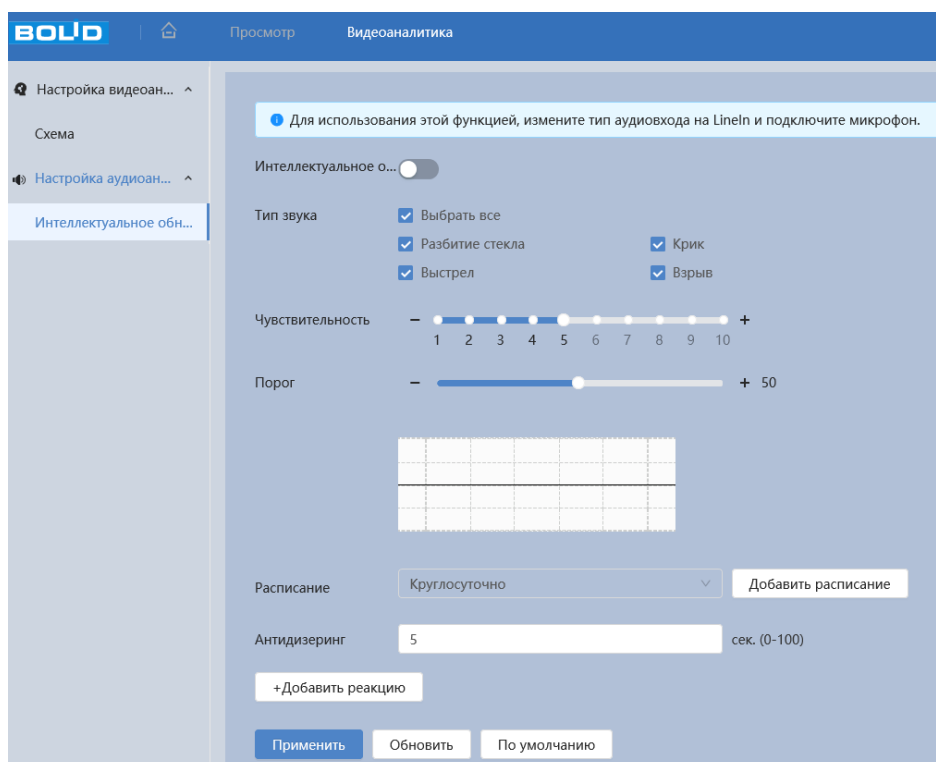 BOLID Просмотр Видеоаналитика
Настройка видеоан...
Схема
Настройка аудиоан...
Интеллектуальное обн...
Для использования этой функцией, измените тип аудиовхода на LineIn и подключите микрофон.
Интеллектуальное о...
Тип звука Выбрать все
Разбитие стекла Крик
Выстрел Взрыв
Чувствительность − +
1 2 3 4 5 6 7 8 9 10
Порог − + 50
Расписание Круглосуточно Добавить расписание
Антидизеринг 5 сек. (0-100)
+Добавить реакцию
Применить Обновить По умолчанию